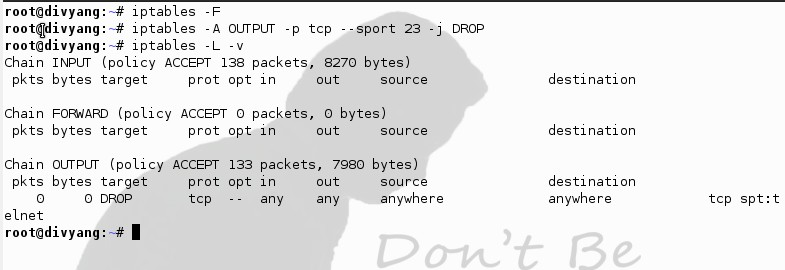 root@divyang:~# iptables -F
root@divyang:~# iptables -A OUTPUT -p tcp --sport 23 -j DROP
root@divyang:~# iptables -L -v
Chain INPUT (policy ACCEPT 138 packets, 8270 bytes)
 pkts bytes target     prot opt in     out     source               destination

Chain FORWARD (policy ACCEPT 0 packets, 0 bytes)
 pkts bytes target     prot opt in     out     source               destination

Chain OUTPUT (policy ACCEPT 133 packets, 7980 bytes)
 pkts bytes target     prot opt in     out     source               destination
    0     0 DROP       tcp  --  any    any     anywhere             anywhere            tcp spt:t
elnet
root@divyang:~#
Don't Be